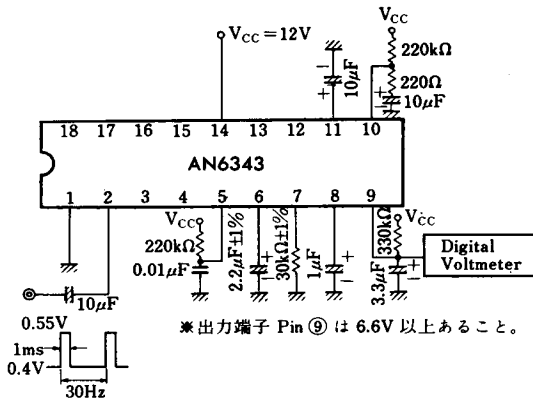 VCC
VCC=12V
220kΩ
220Ω
10μF
10μF
18 17 16 15 14 13 12 11 10
AN6343
1 2 3 4 5 6 7 8 9
VCC
220kΩ
0.01μF
2.2μF±1%
30kΩ±1%
1μF
330kΩ
VCC
3.3μF
Digital
Voltmeter
10μF
0.55V
1ms
0.4V
30Hz
※出力端子 Pin ⑨ は 6.6V 以上あること。